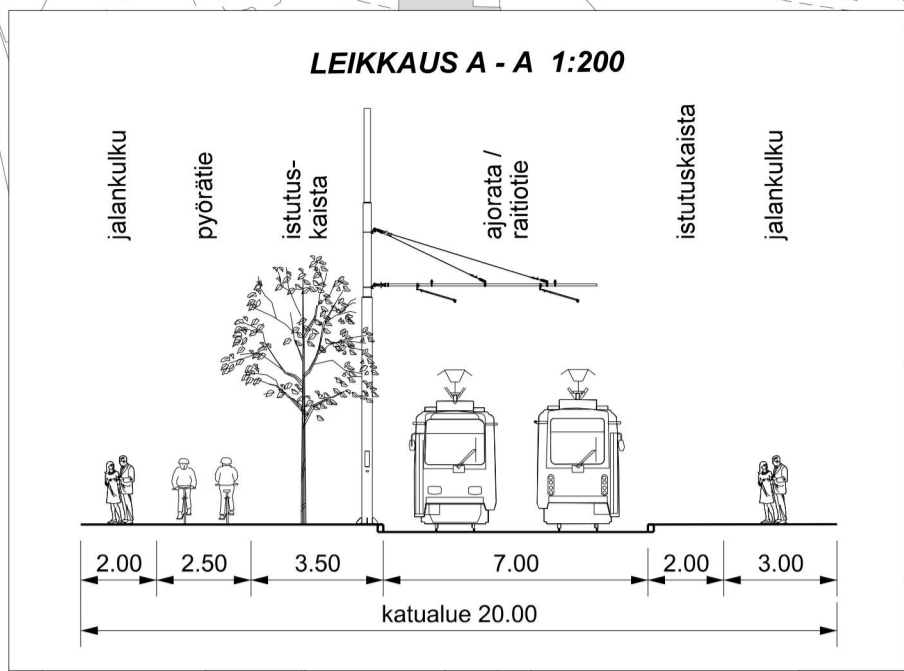 LEIKKAUS A - A 1:200
jalankulku
pyörätie
istutus-
kaista
ajorata /
raitiotie
istutuskaista
jalankulku
2.00 2.50 3.50 7.00 2.00 3.00
katualue 20.00